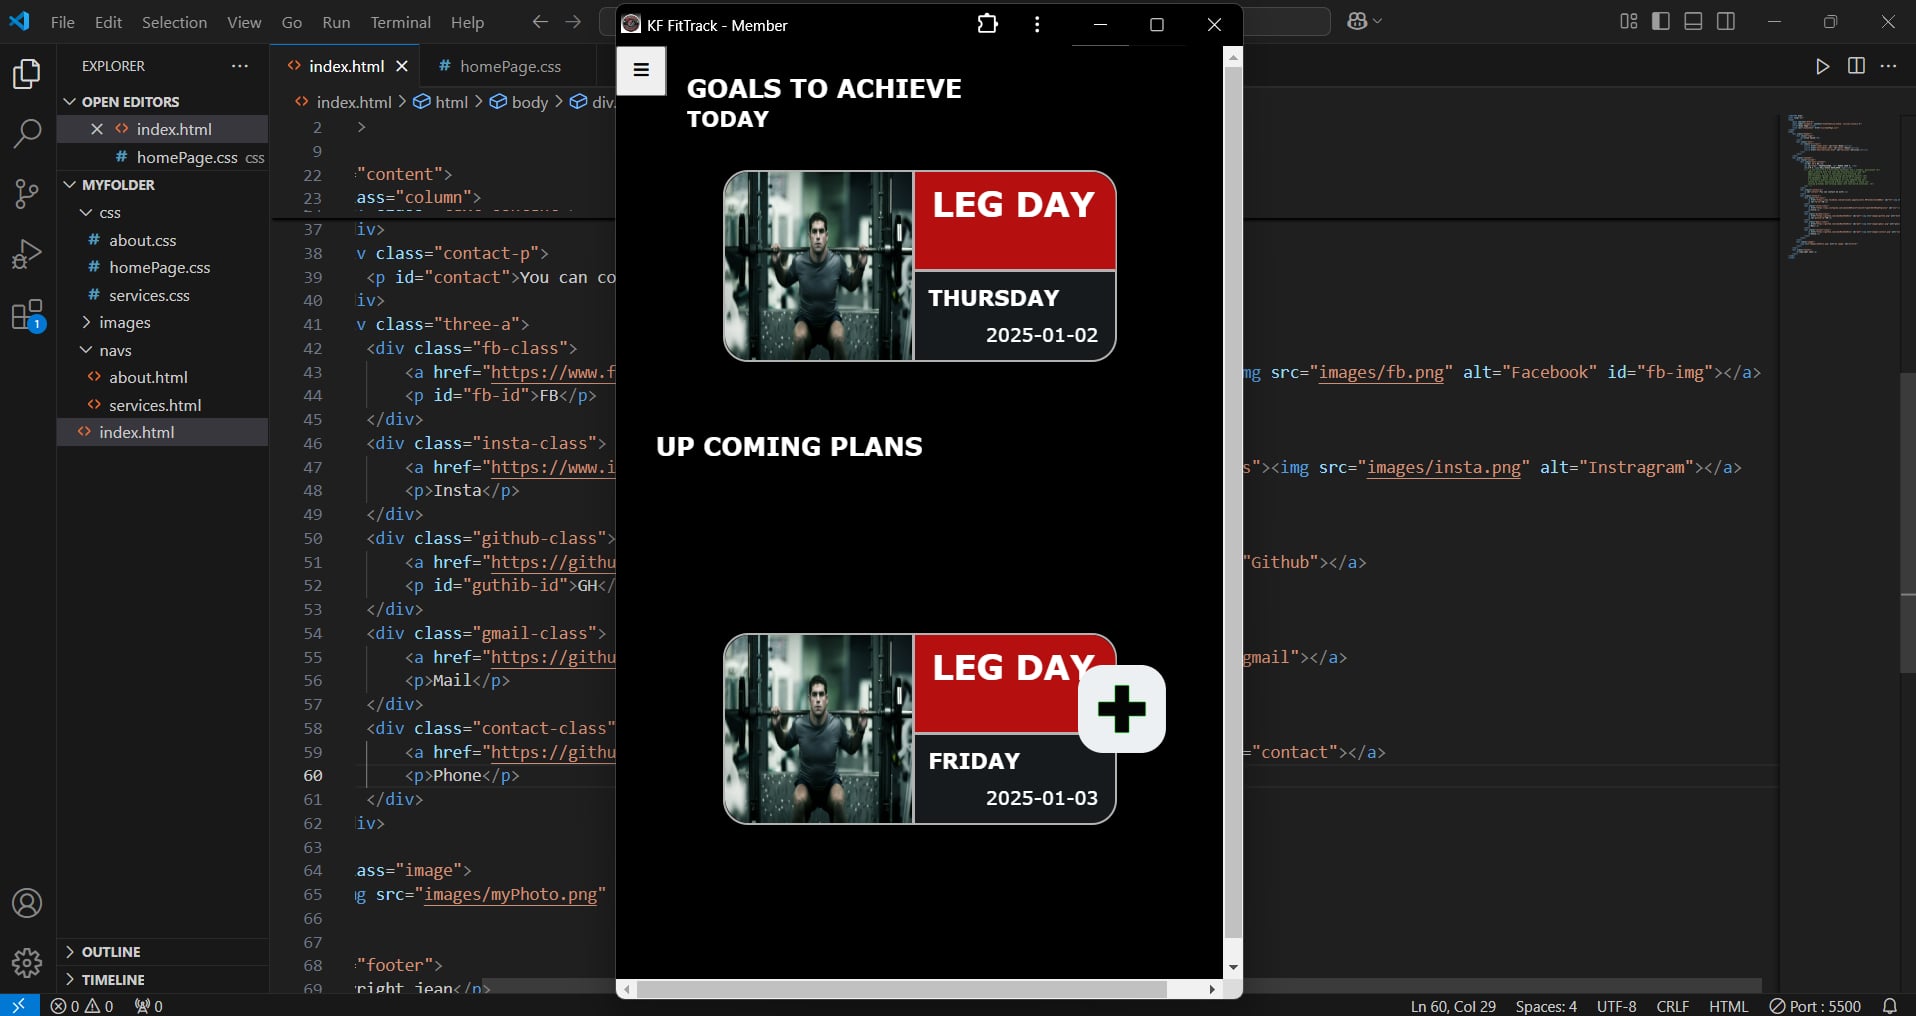 File Edit Selection View Go Run Terminal Help
KF FitTrack - Member
EXPLORER
OPEN EDITORS
index.html
homePage.css css
MYFOLDER
css
about.css
homePage.css
services.css
images
navs
about.html
services.html
index.html
OUTLINE
TIMELINE
1
index.html
homePage.css
index.html > html > body > div.
2 >
9
22 "content">
23 ass="column">
37 iv>
38 v class="contact-p">
39 <p id="contact">You can co
40 iv>
41 v class="three-a">
42 <div class="fb-class">
43 <a href="https://www.f mg src="images/fb.png" alt="Facebook" id="fb-img"></a>
44 <p id="fb-id">FB</p>
45 </div>
46 <div class="insta-class">
47 <a href="https://www.i s"><img src="images/insta.png" alt="Instragram"></a>
48 <p>Insta</p>
49 </div>
50 <div class="github-class">
51 <a href="https://githu "Github"></a>
52 <p id="guthib-id">GH</
53 </div>
54 <div class="gmail-class">
55 <a href="https://githu gmail"></a>
56 <p>Mail</p>
57 </div>
58 <div class="contact-class"
59 <a href="https://githu ="contact"></a>
60 <p>Phone</p>
61 </div>
62 iv>
63
64 ass="image">
65 g src="images/myPhoto.png"
66
67
68 "footer">
69 right jean</p>
GOALS TO ACHIEVE
TODAY
LEG DAY
THURSDAY
2025-01-02
UP COMING PLANS
LEG DAY
FRIDAY
2025-01-03
0 0 0
Ln 60, Col 29 Spaces: 4 UTF-8 CRLF HTML Port : 5500